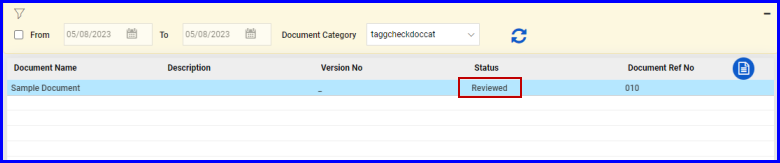 From 05/08/2023 To 05/08/2023 Document Category taggcheckdoccat
Document Name Description Version No Status Document Ref No
Sample Document _ Reviewed 010